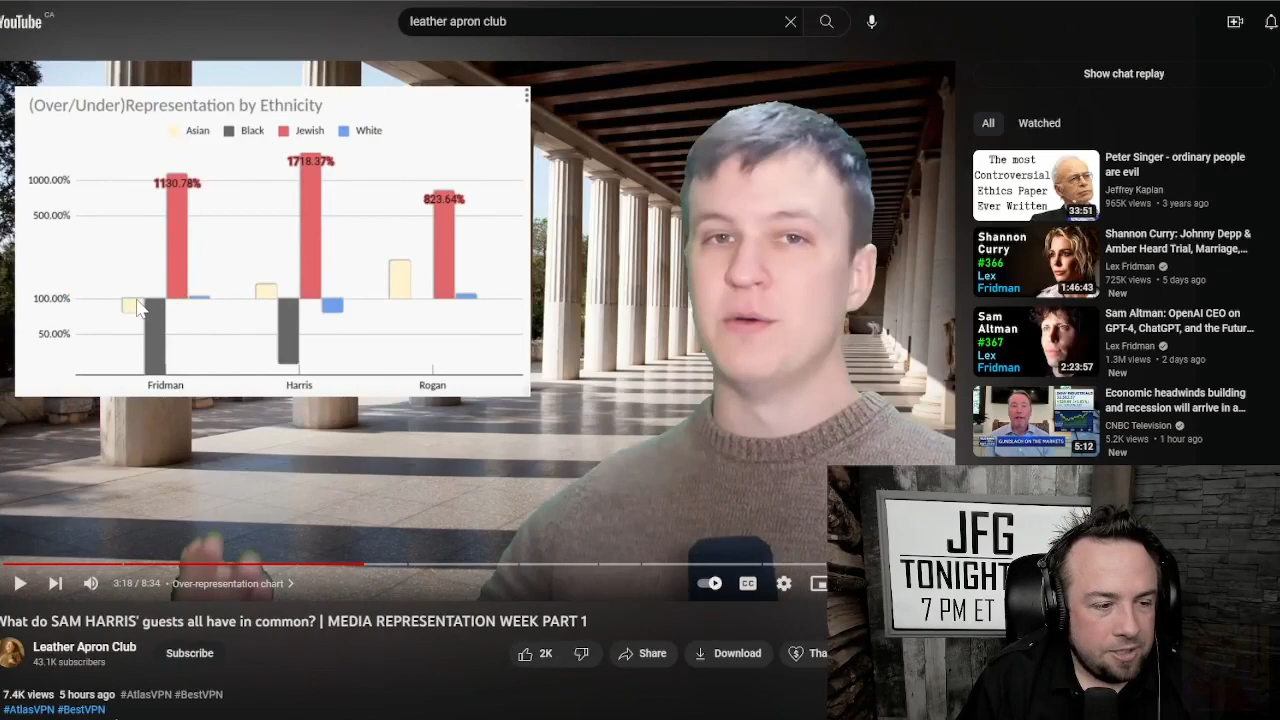 YouTube CA
leather apron club
(Over/Under)Representation by Ethnicity
Asian Black Jewish White
1718.37%
1130.78%
823.64%
1000.00%
500.00%
100.00%
50.00%
Fridman Harris Rogan
3:18 / 8:34 • Over-representation chart
CC
What do SAM HARRIS' guests all have in common? | MEDIA REPRESENTATION WEEK PART 1
Leather Apron Club
43.1K subscribers
Subscribe
2K
Share
Download
Tha
7.4K views 5 hours ago #AtlasVPN #BestVPN
#AtlasVPN #BestVPN
Show chat replay
All Watched
The most
Controversial
Ethics Paper
Ever Written
33:51
Peter Singer - ordinary people
are evil
Jeffrey Kaplan
965K views • 3 years ago
Shannon
Curry
#366
Lex
Fridman
1:46:43
Shannon Curry: Johnny Depp &
Amber Heard Trial, Marriage,...
Lex Fridman
725K views • 5 days ago
New
Sam
Altman
#367
Lex
Fridman
2:23:57
Sam Altman: OpenAI CEO on
GPT-4, ChatGPT, and the Futur...
Lex Fridman
1.3M views • 2 days ago
New
GUNDLACH ON THE MARKETS
5:12
Economic headwinds building
and recession will arrive in a...
CNBC Television
5.2K views • 1 hour ago
New
JFG
TONIGHT
7 PM ET